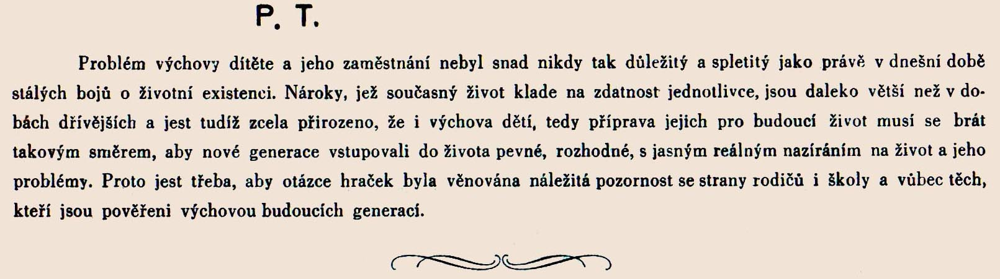 P. T.
Problém výchovy dítěte a jeho zaměstnání nebyl snad nikdy tak důležitý a spletitý jako právě v dnešní době
stálých bojů o životní existenci. Nároky, jež současný život klade na zdatnost jednotlivce, jsou daleko větší než v do-
bách dřívějších a jest tudíž zcela přirozeno, že i výchova dětí, tedy příprava jejich pro budoucí život musí se brát
takovým směrem, aby nové generace vstupovali do života pevné, rozhodné, s jasným reálným nazíráním na život a jeho
problémy. Proto jest třeba, aby otázce hraček byla věnována náležitá pozornost se strany rodičů i školy a vůbec těch,
kteří jsou pověřeni výchovou budoucích generací.